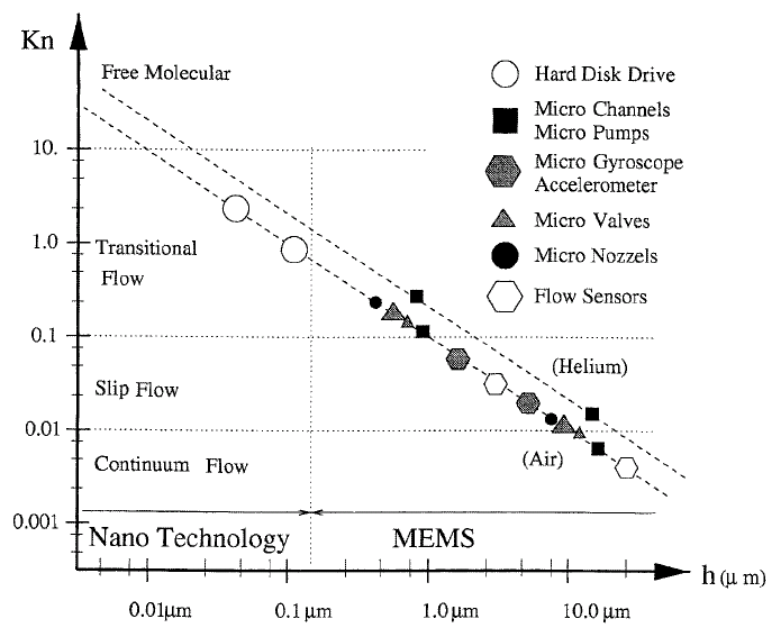 Kn
Free Molecular
10.
1.0
Transitional
Flow
0.1
Slip Flow
0.01
Continuum Flow
0.001
Hard Disk Drive
Micro Channels
Micro Pumps
Micro Gyroscope
Accelerometer
Micro Valves
Micro Nozzels
Flow Sensors
(Helium)
(Air)
Nano Technology
MEMS
h (μ m)
0.01μm
0.1μm
1.0μm
10.0μm